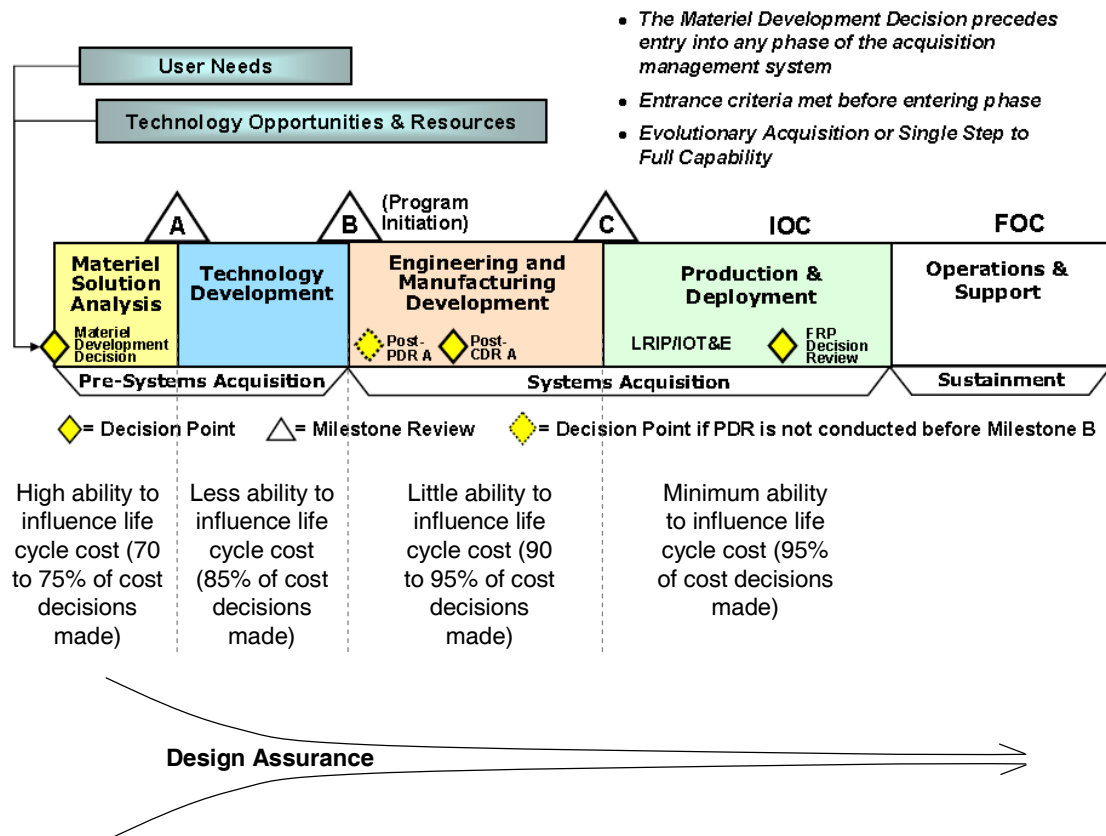 • The Materiel Development Decision precedes
entry into any phase of the acquisition
management system
• Entrance criteria met before entering phase
• Evolutionary Acquisition or Single Step to
Full Capability
User Needs
Technology Opportunities & Resources
A
B
(Program
Initiation)
C
IOC
FOC
Materiel
Solution
Analysis
Materiel
Development
Decision
Technology
Development
Engineering and
Manufacturing
Development
Post-
PDR A
Post-
CDR A
Production &
Deployment
LRIP/IOT&E
FRP
Decision
Review
Operations &
Support
Pre-Systems Acquisition
Systems Acquisition
Sustainment
= Decision Point
= Milestone Review
= Decision Point if PDR is not conducted before Milestone B
High ability to
influence life
cycle cost (70
to 75% of cost
decisions
made)
Less ability to
influence life
cycle cost
(85% of cost
decisions
made)
Little ability to
influence life
cycle cost (90
to 95% of cost
decisions
made)
Minimum ability
to influence life
cycle cost (95%
of cost decisions
made)
Design Assurance